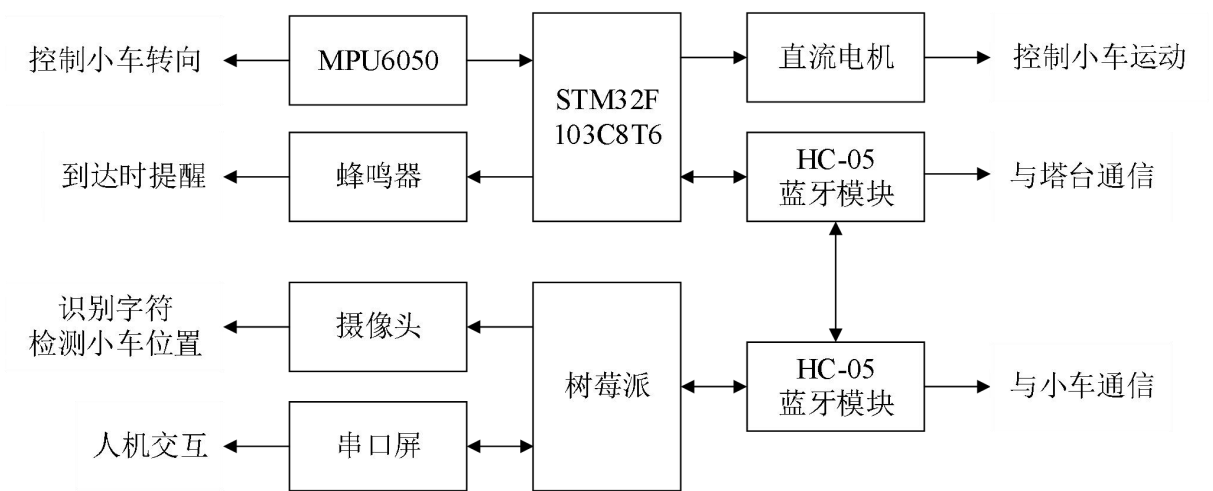 控制小车转向
MPU6050
STM32F
103C8T6
直流电机
控制小车运动
到达时提醒
蜂鸣器
HC-05
蓝牙模块
与塔台通信
识别字符
检测小车位置
摄像头
树莓派
HC-05
蓝牙模块
与小车通信
人机交互
串口屏